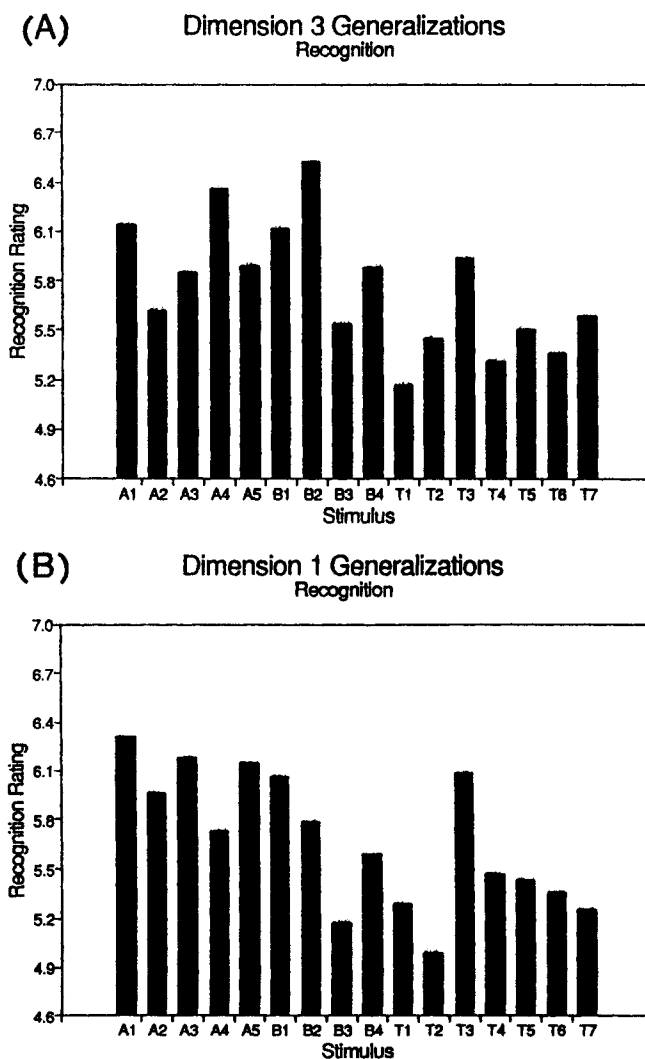 (A) Dimension 3 Generalizations
Recognition
7.0
6.7
6.4
6.1
5.8
5.5
5.2
4.9
4.6
Recognition Rating
A1 A2 A3 A4 A5 B1 B2 B3 B4 T1 T2 T3 T4 T5 T6 T7
Stimulus
(B) Dimension 1 Generalizations
Recognition
7.0
6.7
6.4
6.1
5.8
5.5
5.2
4.9
4.6
Recognition Rating
A1 A2 A3 A4 A5 B1 B2 B3 B4 T1 T2 T3 T4 T5 T6 T7
Stimulus